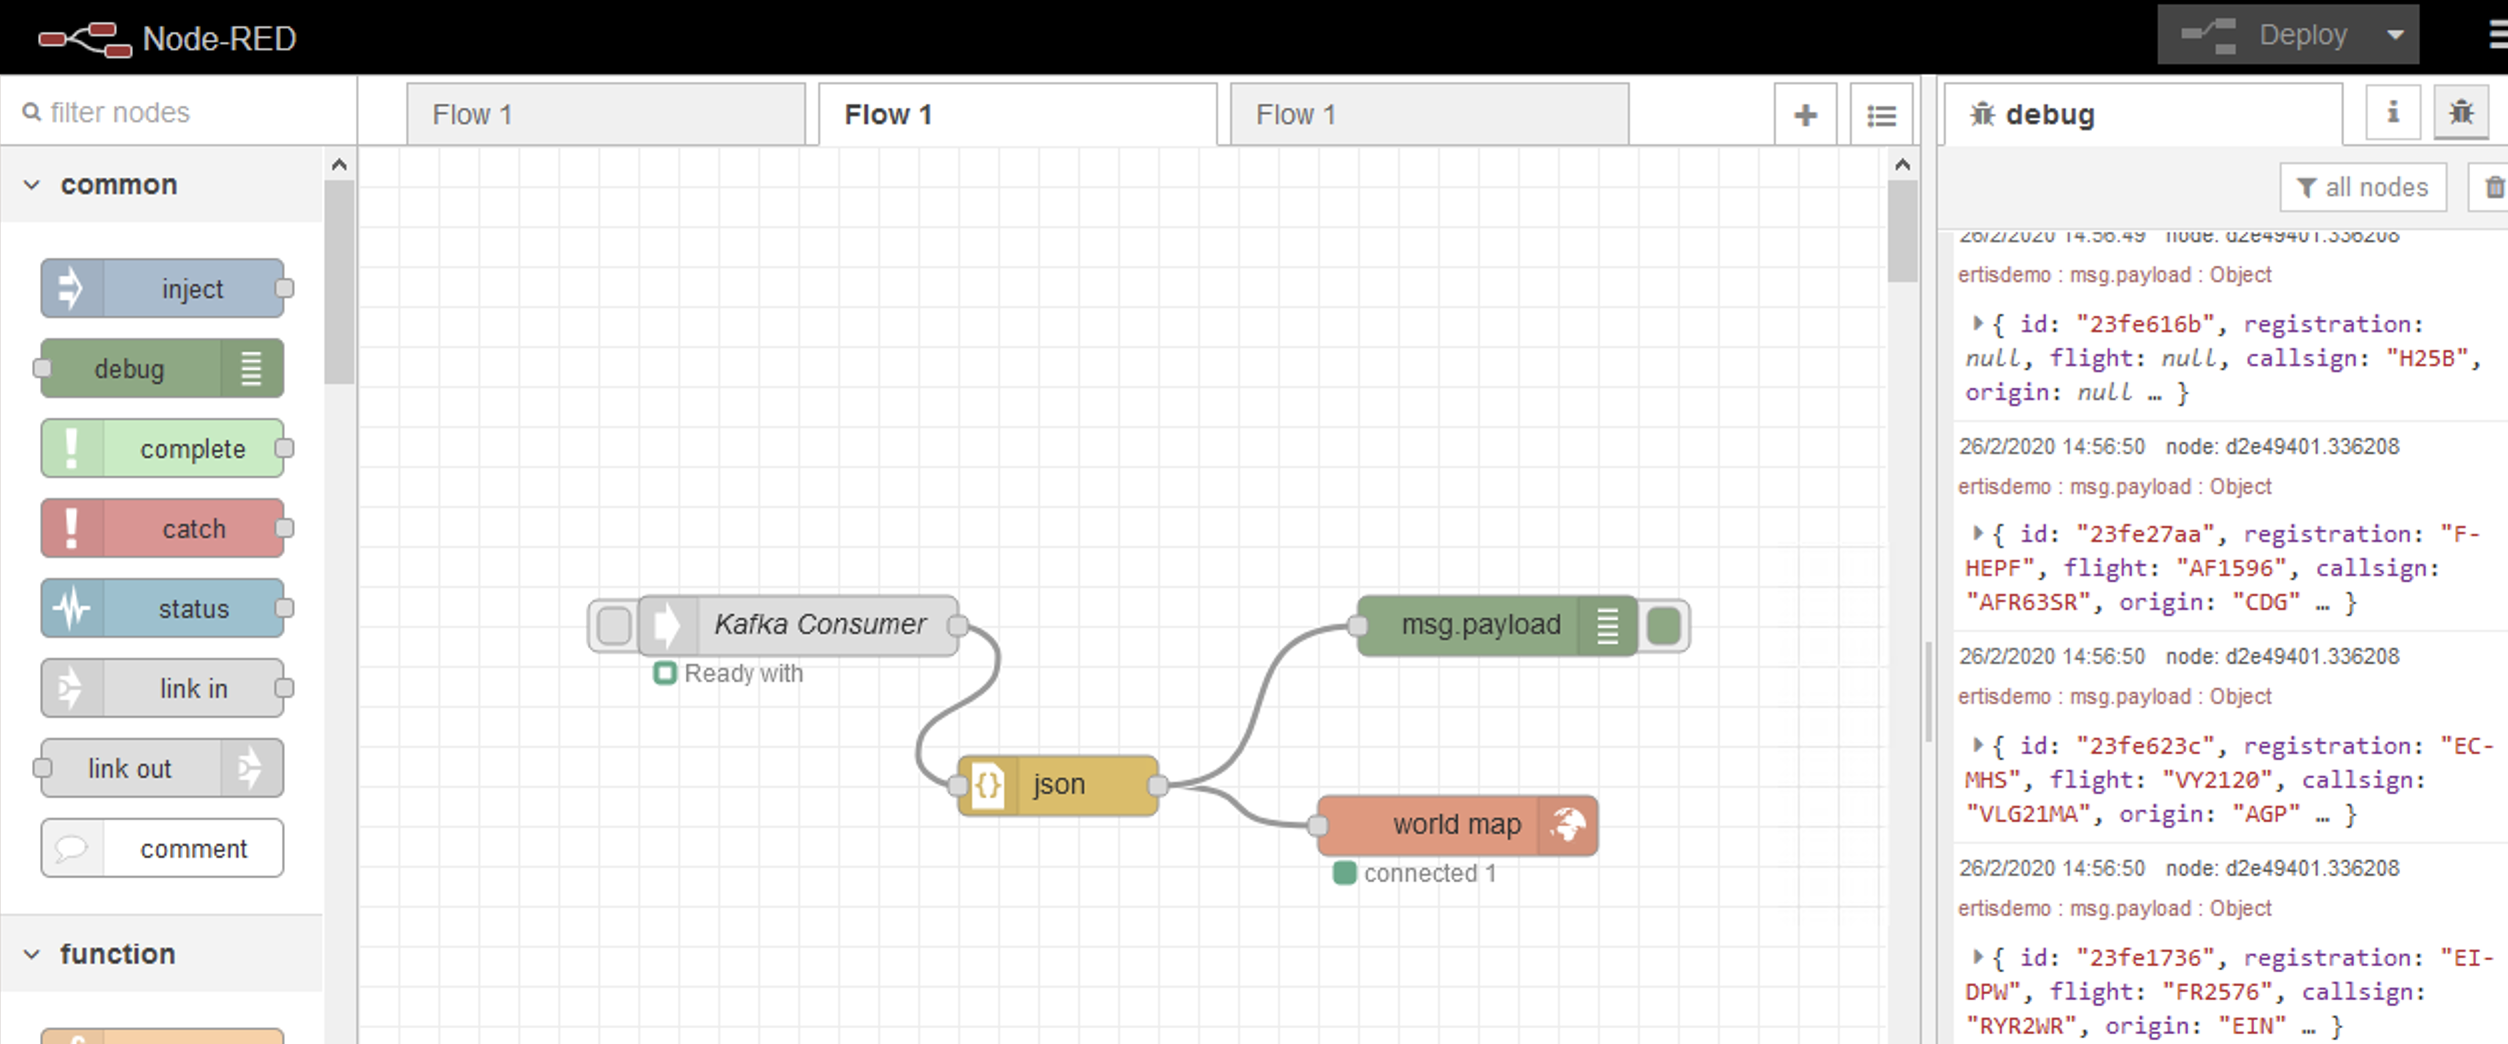 Node-RED
Deploy
filter nodes
Flow 1
Flow 1
Flow 1
debug
all nodes
common
inject
debug
complete
catch
status
link in
link out
comment
function
Kafka Consumer
Ready with
json
msg.payload
world map
connected 1
26/2/2020 14:56:49 node: d2e49401.336208
ertisdemo : msg.payload : Object
{ id: "23fe616b", registration:
null, flight: null, callsign: "H25B",
origin: null … }
26/2/2020 14:56:50 node: d2e49401.336208
ertisdemo : msg.payload : Object
{ id: "23fe27aa", registration: "F-
HEPF", flight: "AF1596", callsign:
"AFR63SR", origin: "CDG" … }
26/2/2020 14:56:50 node: d2e49401.336208
ertisdemo : msg.payload : Object
{ id: "23fe623c", registration: "EC-
MHS", flight: "VY2120", callsign:
"VLG21MA", origin: "AGP" … }
26/2/2020 14:56:50 node: d2e49401.336208
ertisdemo : msg.payload : Object
{ id: "23fe1736", registration: "EI-
DPW", flight: "FR2576", callsign:
"RYR2WR", origin: "EIN" … }